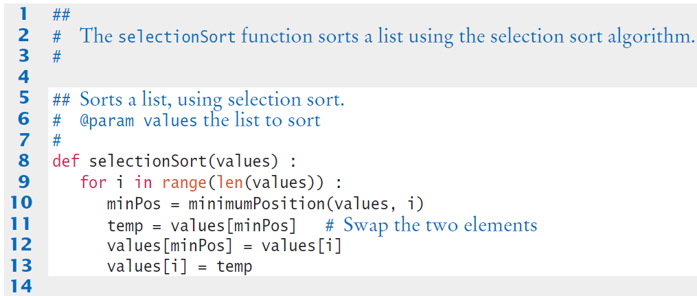 1 ##
2 # The selectionSort function sorts a list using the selection sort algorithm.
3 #
4
5 ## Sorts a list, using selection sort.
6 # @param values the list to sort
7 #
8 def selectionSort(values) :
9    for i in range(len(values)) :
10       minPos = minimumPosition(values, i)
11       temp = values[minPos]   # Swap the two elements
12       values[minPos] = values[i]
13       values[i] = temp
14